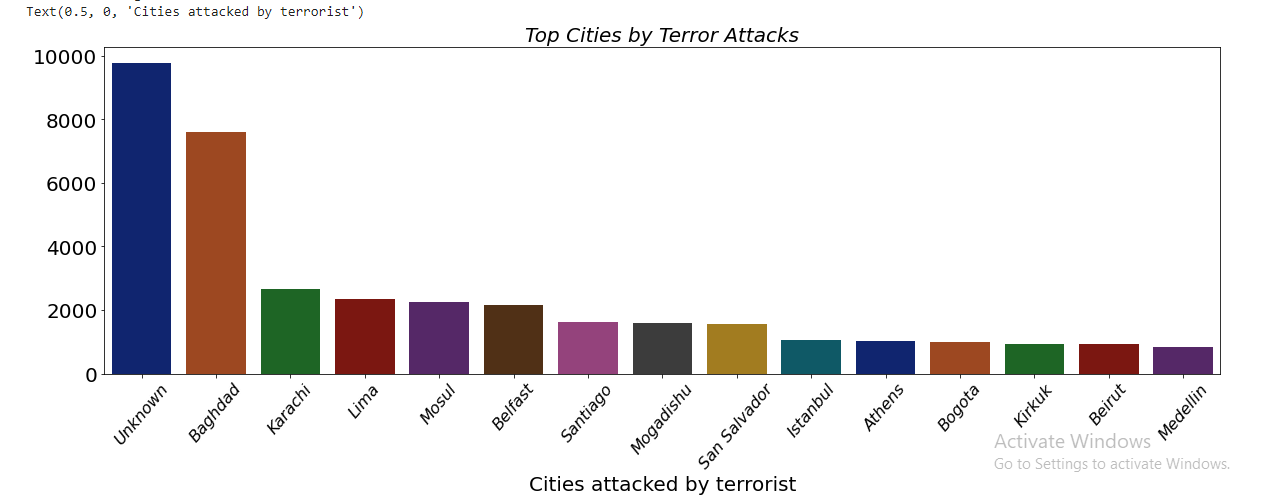 Text(0.5, 0, 'Cities attacked by terrorist')
Top Cities by Terror Attacks
10000
8000
6000
4000
2000
0
Unknown
Baghdad
Karachi
Lima
Mosul
Belfast
Santiago
Mogadishu
San Salvador
Istanbul
Athens
Bogota
Kirkuk
Beirut
Medellin
Activate Windows
Go to Settings to activate Windows.
Cities attacked by terrorist